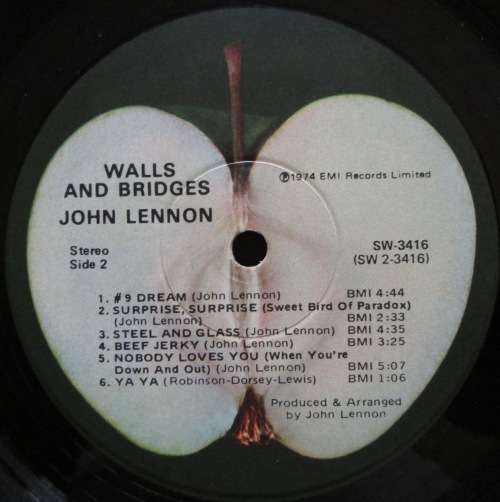 WALLS
AND BRIDGES
JOHN LENNON
℗1974 EMI Records Limited
Stereo
Side 2
SW-3416
(SW 2-3416)
1. #9 DREAM (John Lennon) BMI 4:44
2. SURPRISE, SURPRISE (Sweet Bird Of Paradox)
(John Lennon) BMI 2:33
3. STEEL AND GLASS (John Lennon) BMI 4:35
4. BEEF JERKY (John Lennon) BMI 3:25
5. NOBODY LOVES YOU (When You're
Down And Out) (John Lennon) BMI 5:07
6. YA YA (Robinson-Dorsey-Lewis) BMI 1:06
Produced & Arranged
by John Lennon